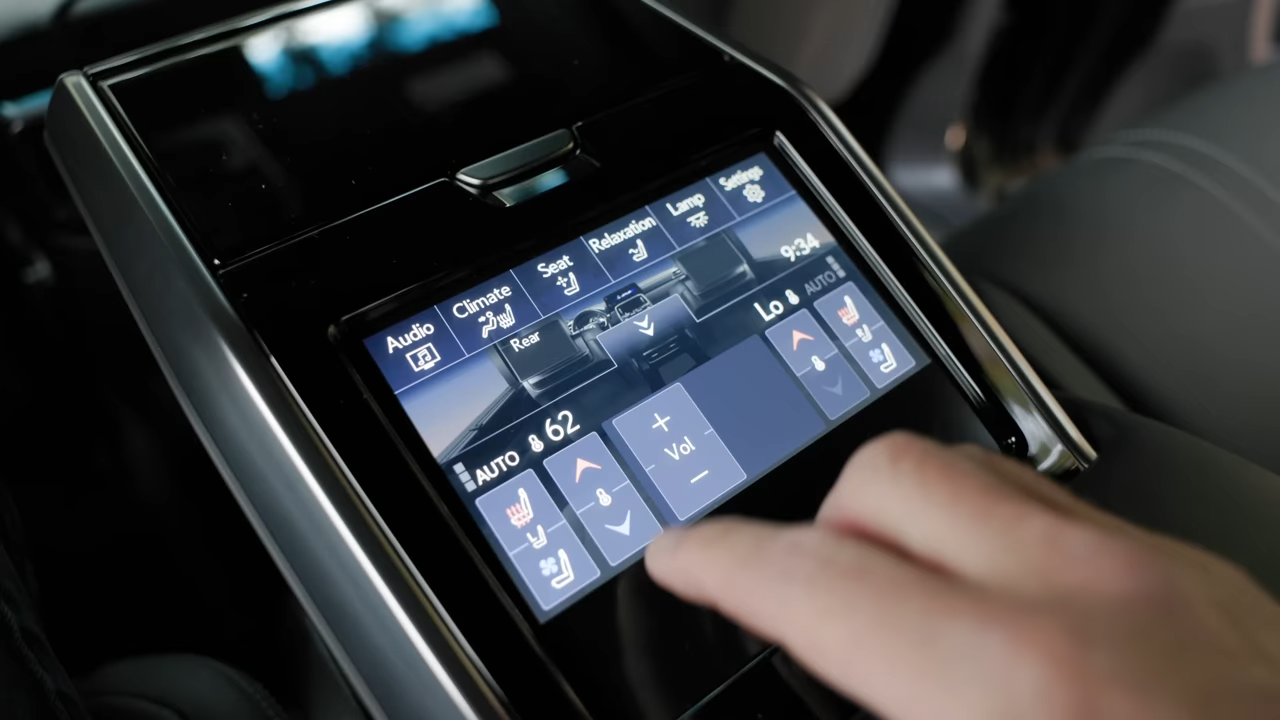 Audio
Climate
Seat
Relaxation
Lamp
Settings
9:34
Rear
Lo
AUTO
62
AUTO
+
Vol
−